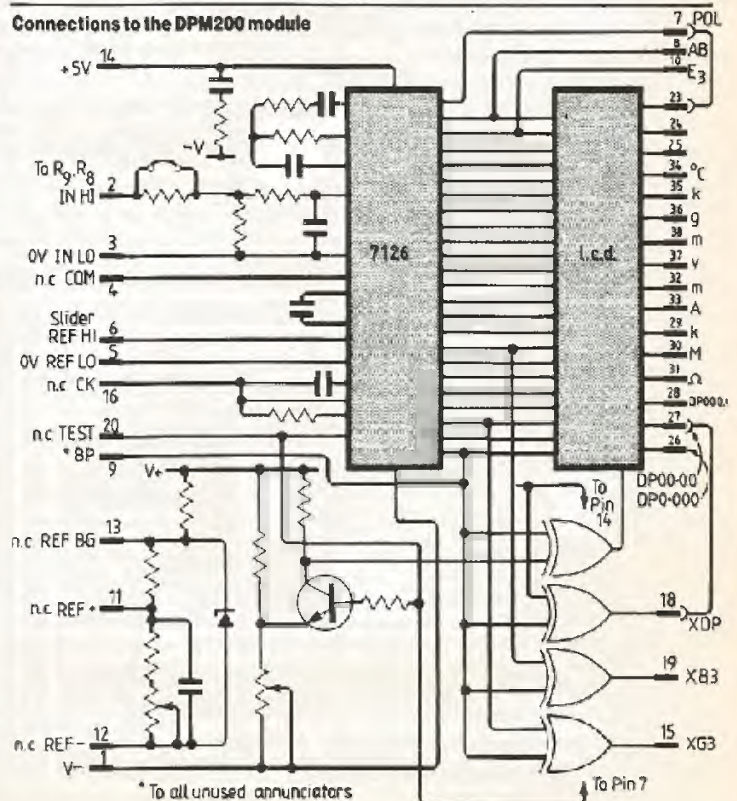 Connections to the DPM200 module
+5V 14
-V
To R9,R8
IN HI 2
0V IN LO 3
n.c COM 4
Slider
REF HI 6
0V REF LO 5
n.c CK 16
n.c TEST 20
* BP 9
V+
n.c REF BG 13
n.c REF + 11
n.c REF- 12
V- 1
7126
l.c.d.
7 POL
8 AB
10 E3
23
24
25
34 °C
35 k
36 g
38 m
37 v
32 m
33 A
29 k
30 M
31 Ω
28 DP000.
27
26
DP00·00
DP0·000
To
Pin
14
18 XDP
19 XB3
15 XG3
To Pin 7
* To all unused annunciators